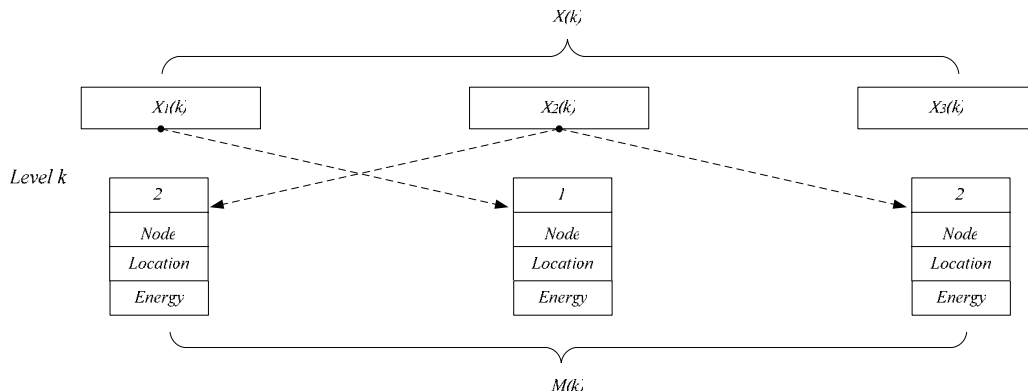 X(k)
X1(k) X2(k) X3(k)
Level k
2 1 2
Node Node Node
Location Location Location
Energy Energy Energy
M(k)